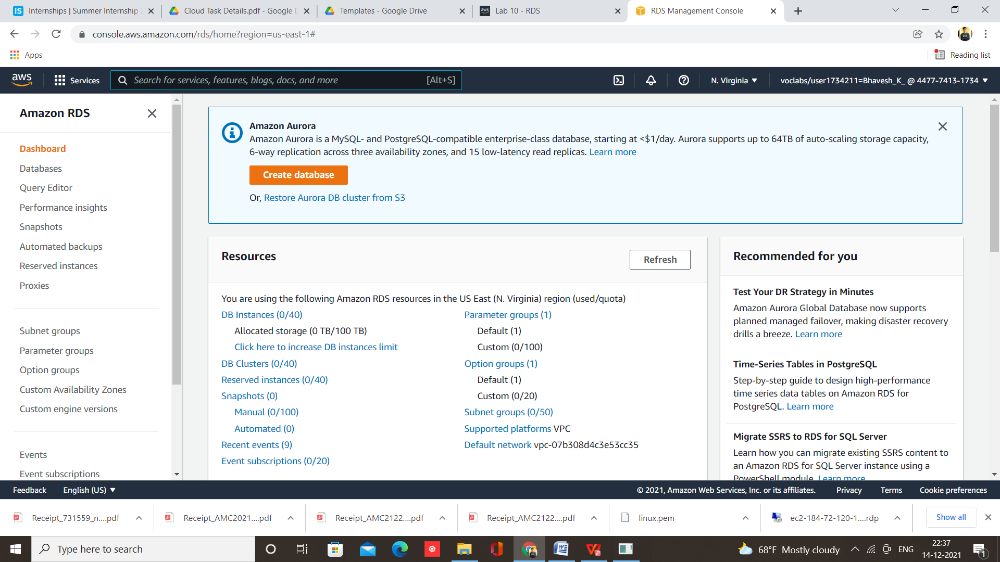 Internships | Summer Internship
Cloud Task Details.pdf - Google
Templates - Google Drive
aws
Lab 10 - RDS
RDS Management Console
console.aws.amazon.com/rds/home?region=us-east-1#
Apps
Reading list
aws
Services
Search for services, features, blogs, docs, and more
[Alt+S]
N. Virginia
voclabs/user1734211=Bhavesh_K_ @ 4477-7413-1734
Amazon RDS
Dashboard
Databases
Query Editor
Performance insights
Snapshots
Automated backups
Reserved instances
Proxies
Subnet groups
Parameter groups
Option groups
Custom Availability Zones
Custom engine versions
Events
Event subscriptions
Amazon Aurora
Amazon Aurora is a MySQL- and PostgreSQL-compatible enterprise-class database, starting at <$1/day. Aurora supports up to 64TB of auto-scaling storage capacity,
6-way replication across three availability zones, and 15 low-latency read replicas. Learn more
Create database
Or, Restore Aurora DB cluster from S3
Resources
Refresh
You are using the following Amazon RDS resources in the US East (N. Virginia) region (used/quota)
DB Instances (0/40)
Allocated storage (0 TB/100 TB)
Click here to increase DB instances limit
DB Clusters (0/40)
Reserved instances (0/40)
Snapshots (0)
Manual (0/100)
Automated (0)
Recent events (9)
Event subscriptions (0/20)
Parameter groups (1)
Default (1)
Custom (0/100)
Option groups (1)
Default (1)
Custom (0/20)
Subnet groups (0/50)
Supported platforms VPC
Default network vpc-07b308d4c3e53cc35
Recommended for you
Test Your DR Strategy in Minutes
Amazon Aurora Global Database now supports
planned managed failover, making disaster recovery
drills a breeze. Learn more
Time-Series Tables in PostgreSQL
Step-by-step guide to design high-performance
time series data tables on Amazon RDS for
PostgreSQL. Learn more
Migrate SSRS to RDS for SQL Server
Learn how you can migrate existing SSRS content to
an Amazon RDS for SQL Server instance using a
PowerShell module. Learn more
Feedback
English (US)
© 2021, Amazon Web Services, Inc. or its affiliates.
Privacy
Terms
Cookie preferences
Receipt_731559_n....pdf
Receipt_AMC2021....pdf
Receipt_AMC2122....pdf
Receipt_AMC2122....pdf
linux.pem
ec2-184-72-120-1....rdp
Show all
Type here to search
68°F Mostly cloudy
ENG
22:37
14-12-2021
1